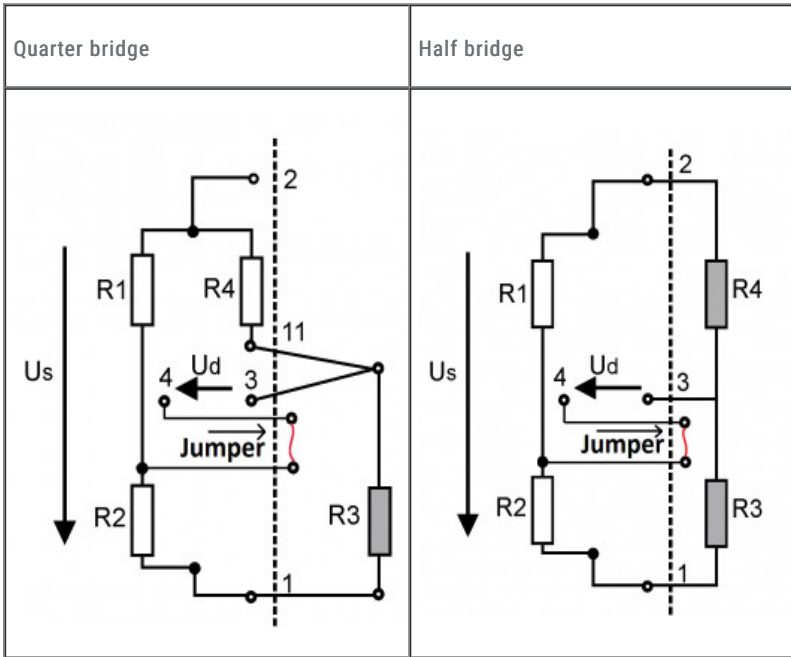 Quarter bridge
Half bridge
2
R1
R4
11
Us
4
Ud
3
Jumper
R2
R3
1
2
R1
R4
Us
4
Ud
3
Jumper
R2
R3
1